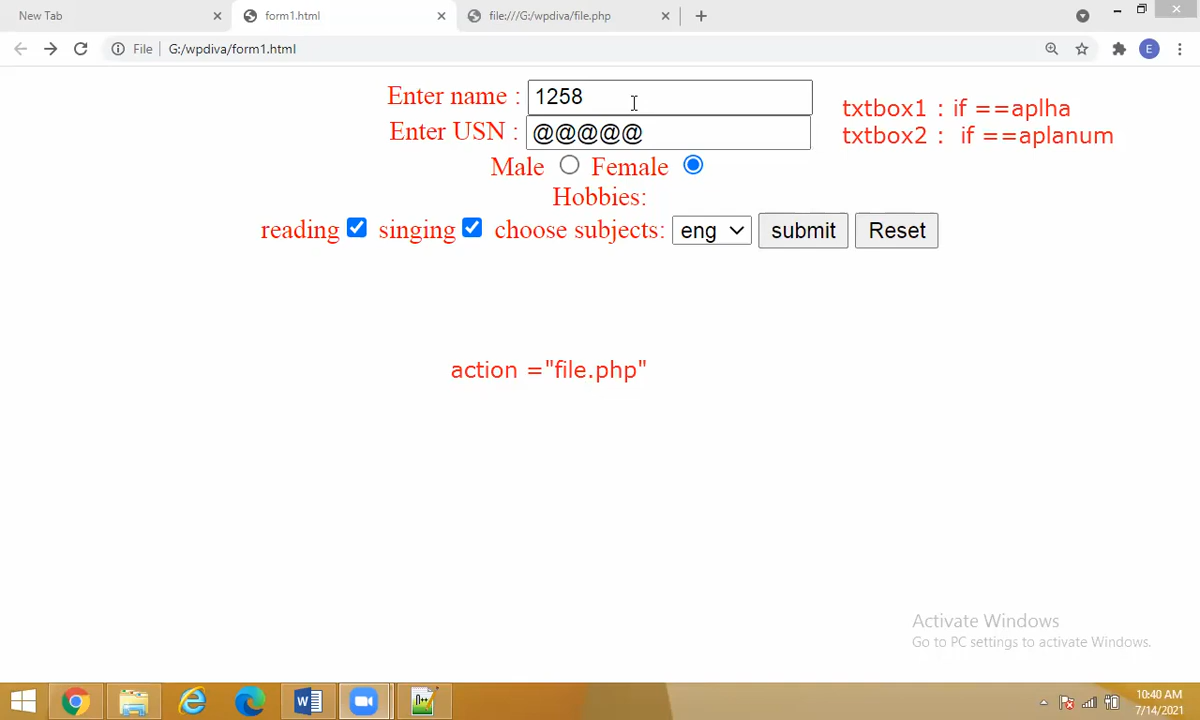 New Tab
form1.html
file:///G:/wpdiva/file.php
File
G:/wpdiva/form1.html
E
Enter name : 1258
txtbox1 : if ==aplha
Enter USN : @@@@@
txtbox2 : if ==aplanum
Male Female
Hobbies:
reading singing choose subjects: eng submit Reset
action ="file.php"
Activate Windows
Go to PC settings to activate Windows.
10:40 AM
7/14/2021